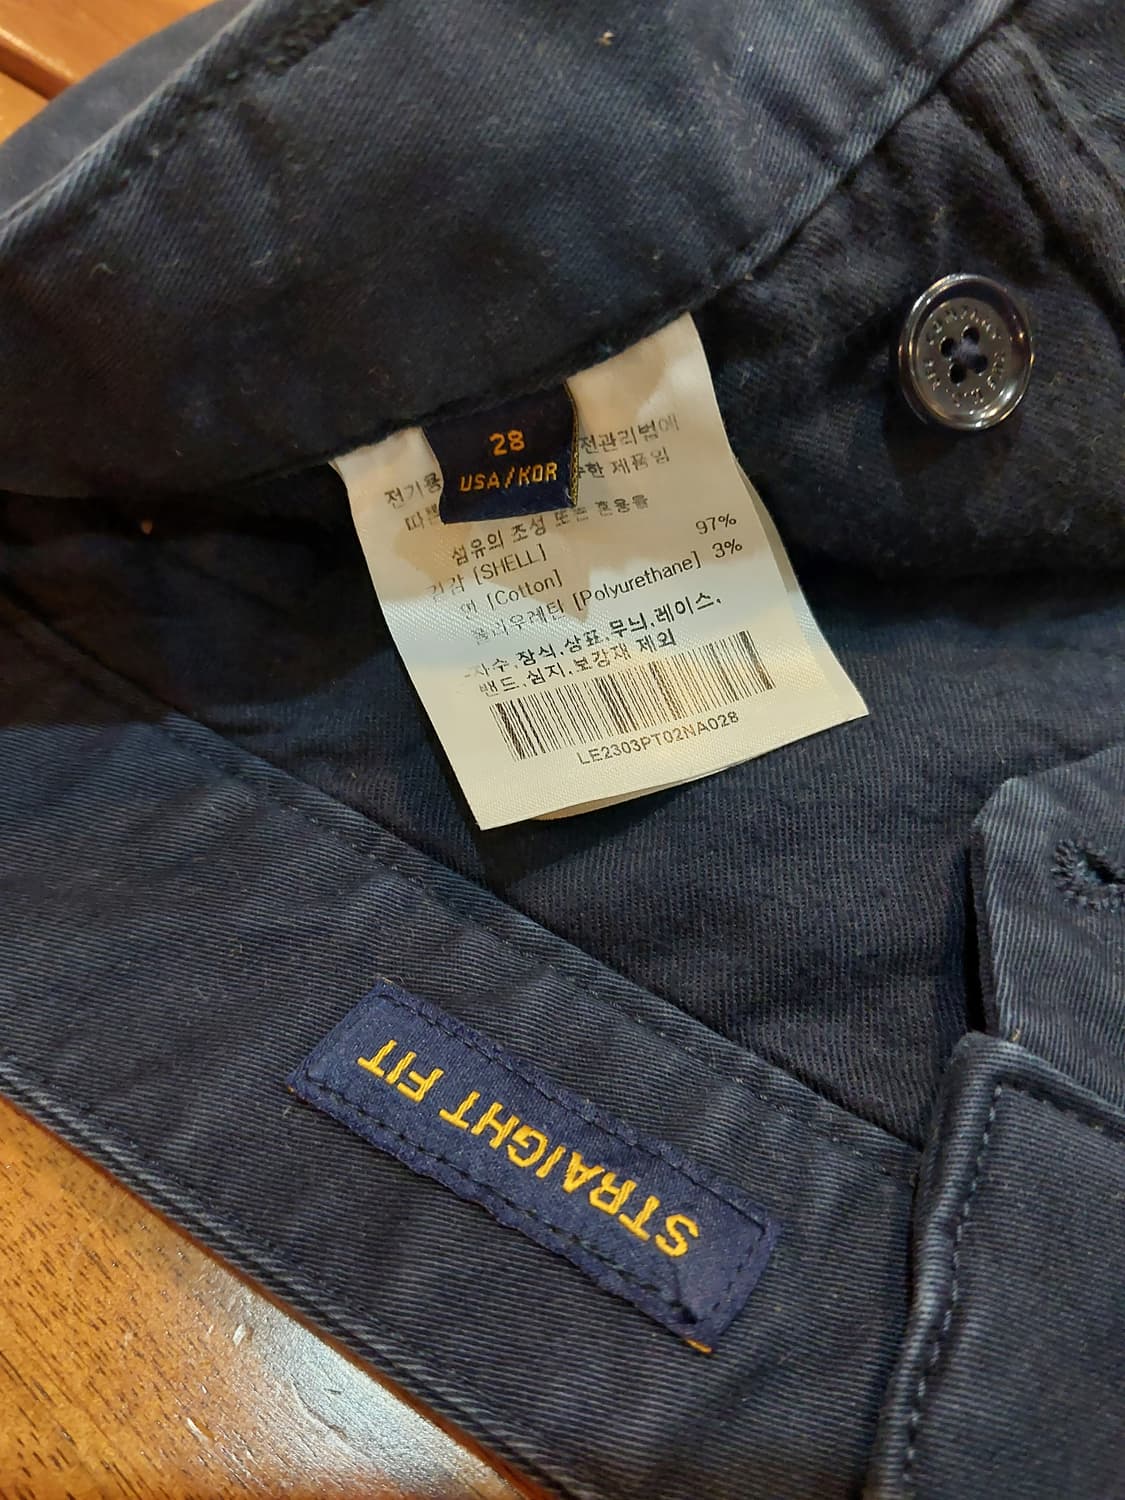 28
USA/KOR
전기용 전관리법에
따른 한 제품임
섬유의 조성 또는 혼용율
겉감 [SHELL]
면 [Cotton] 97%
폴리우레탄 [Polyurethane] 3%
-자수,장식,상표,무늬,레이스,
밴드,심지,보강재 제외
LE2303PT02NA028
STRAIGHT FIT